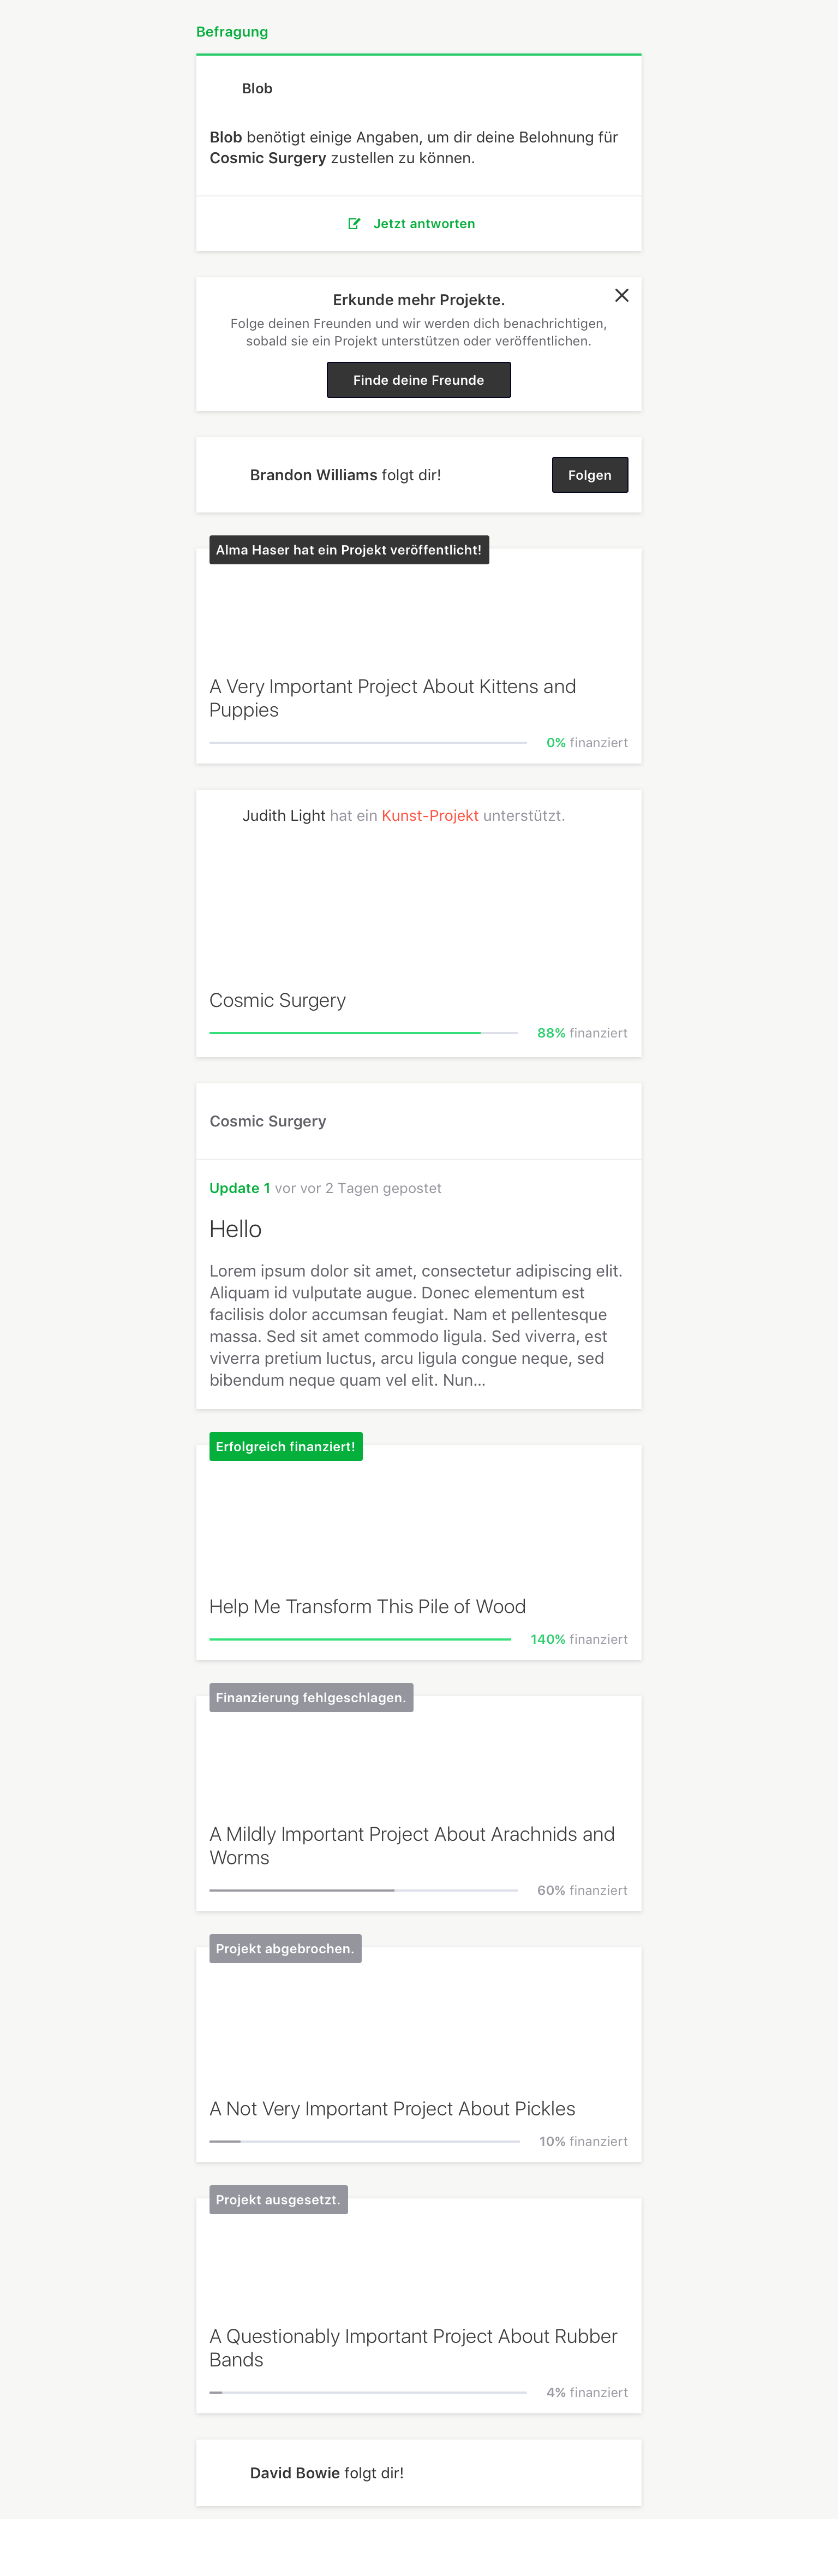 Befragung
Blob
Blob benötigt einige Angaben, um dir deine Belohnung für
Cosmic Surgery zustellen zu können.
Jetzt antworten
Erkunde mehr Projekte.
Folge deinen Freunden und wir werden dich benachrichtigen,
sobald sie ein Projekt unterstützen oder veröffentlichen.
Finde deine Freunde
Brandon Williams folgt dir!
Folgen
Alma Haser hat ein Projekt veröffentlicht!
A Very Important Project About Kittens and
Puppies
0% finanziert
Judith Light hat ein Kunst-Projekt unterstützt.
Cosmic Surgery
88% finanziert
Cosmic Surgery
Update 1 vor vor 2 Tagen gepostet
Hello
Lorem ipsum dolor sit amet, consectetur adipiscing elit.
Aliquam id vulputate augue. Donec elementum est
facilisis dolor accumsan feugiat. Nam et pellentesque
massa. Sed sit amet commodo ligula. Sed viverra, est
viverra pretium luctus, arcu ligula congue neque, sed
bibendum neque quam vel elit. Nun...
Erfolgreich finanziert!
Help Me Transform This Pile of Wood
140% finanziert
Finanzierung fehlgeschlagen.
A Mildly Important Project About Arachnids and
Worms
60% finanziert
Projekt abgebrochen.
A Not Very Important Project About Pickles
10% finanziert
Projekt ausgesetzt.
A Questionably Important Project About Rubber
Bands
4% finanziert
David Bowie folgt dir!